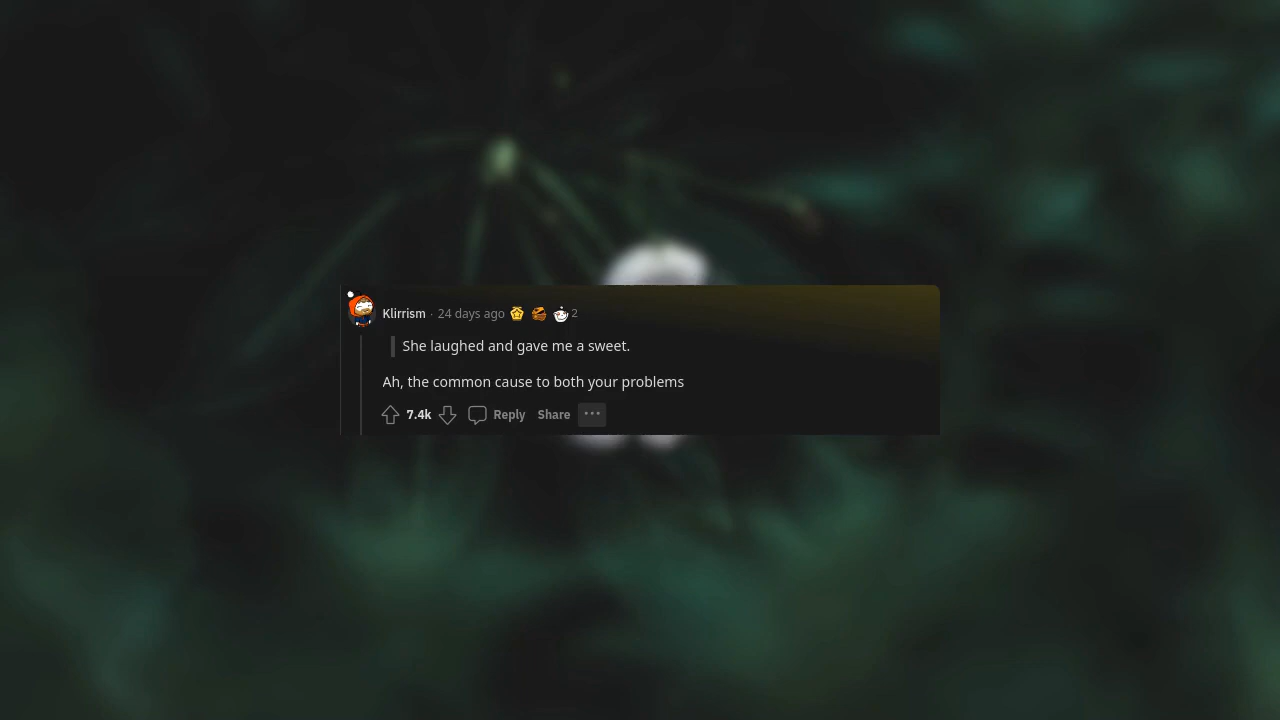 Klirrism · 24 days ago 2
She laughed and gave me a sweet.
Ah, the common cause to both your problems
7.4k Reply Share ...